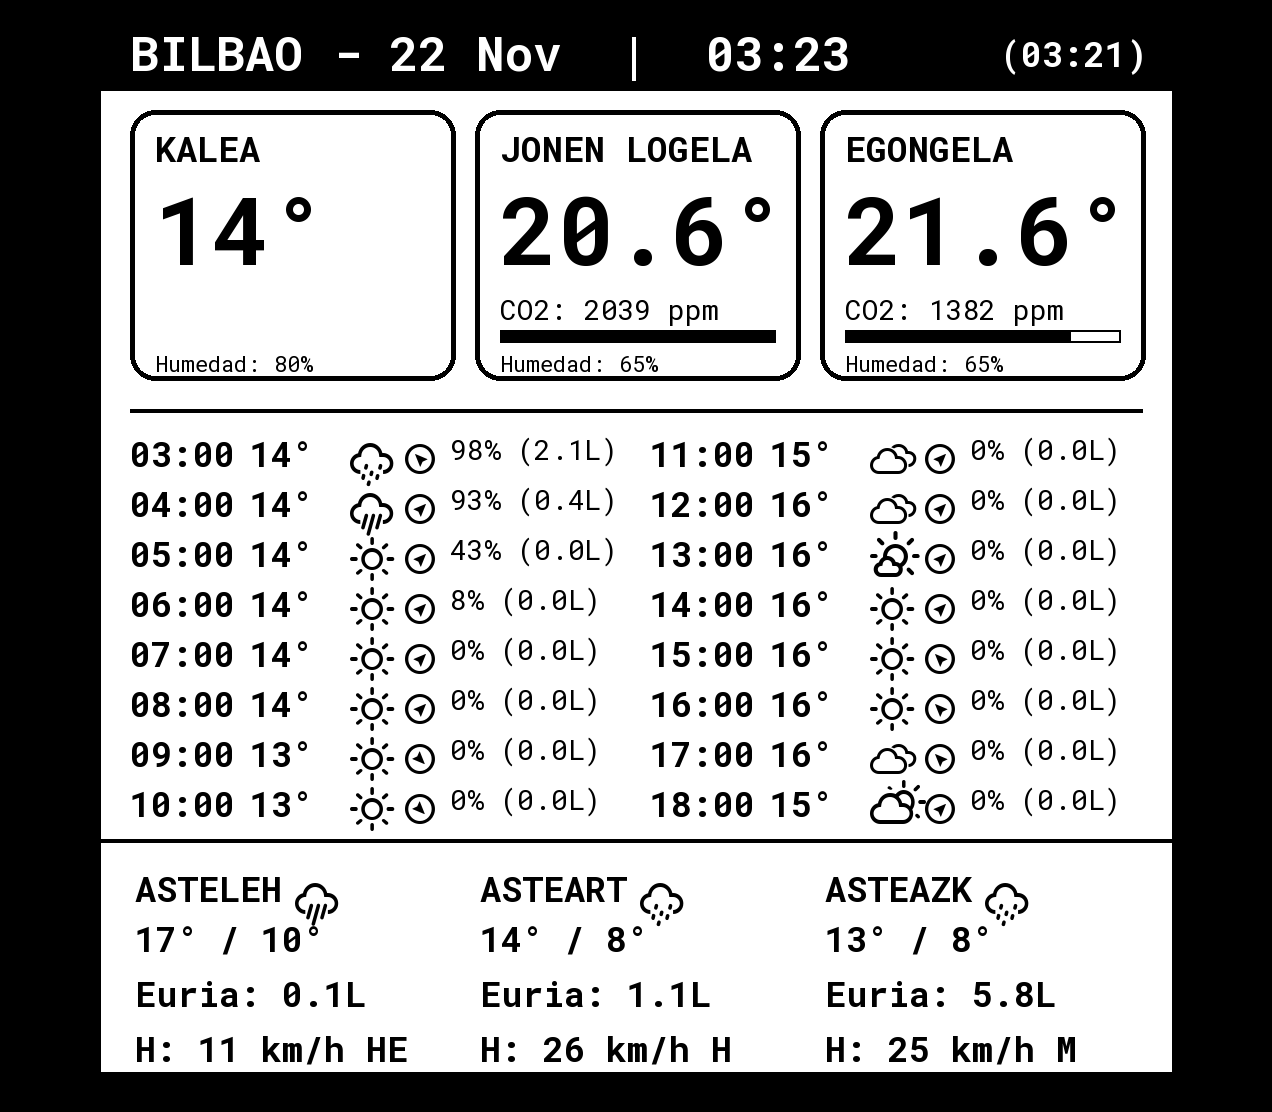 BILBAO - 22 Nov | 03:23 (03:21)
KALEA
14°
Humedad: 80%
JONEN LOGELA
20.6°
CO2: 2039 ppm
Humedad: 65%
EGONGELA
21.6°
CO2: 1382 ppm
Humedad: 65%
03:00 14° 98% (2.1L)
04:00 14° 93% (0.4L)
05:00 14° 43% (0.0L)
06:00 14° 8% (0.0L)
07:00 14° 0% (0.0L)
08:00 14° 0% (0.0L)
09:00 13° 0% (0.0L)
10:00 13° 0% (0.0L)
11:00 15° 0% (0.0L)
12:00 16° 0% (0.0L)
13:00 16° 0% (0.0L)
14:00 16° 0% (0.0L)
15:00 16° 0% (0.0L)
16:00 16° 0% (0.0L)
17:00 16° 0% (0.0L)
18:00 15° 0% (0.0L)
ASTELEH
17° / 10°
Euria: 0.1L
H: 11 km/h HE
ASTEART
14° / 8°
Euria: 1.1L
H: 26 km/h H
ASTEAZK
13° / 8°
Euria: 5.8L
H: 25 km/h M